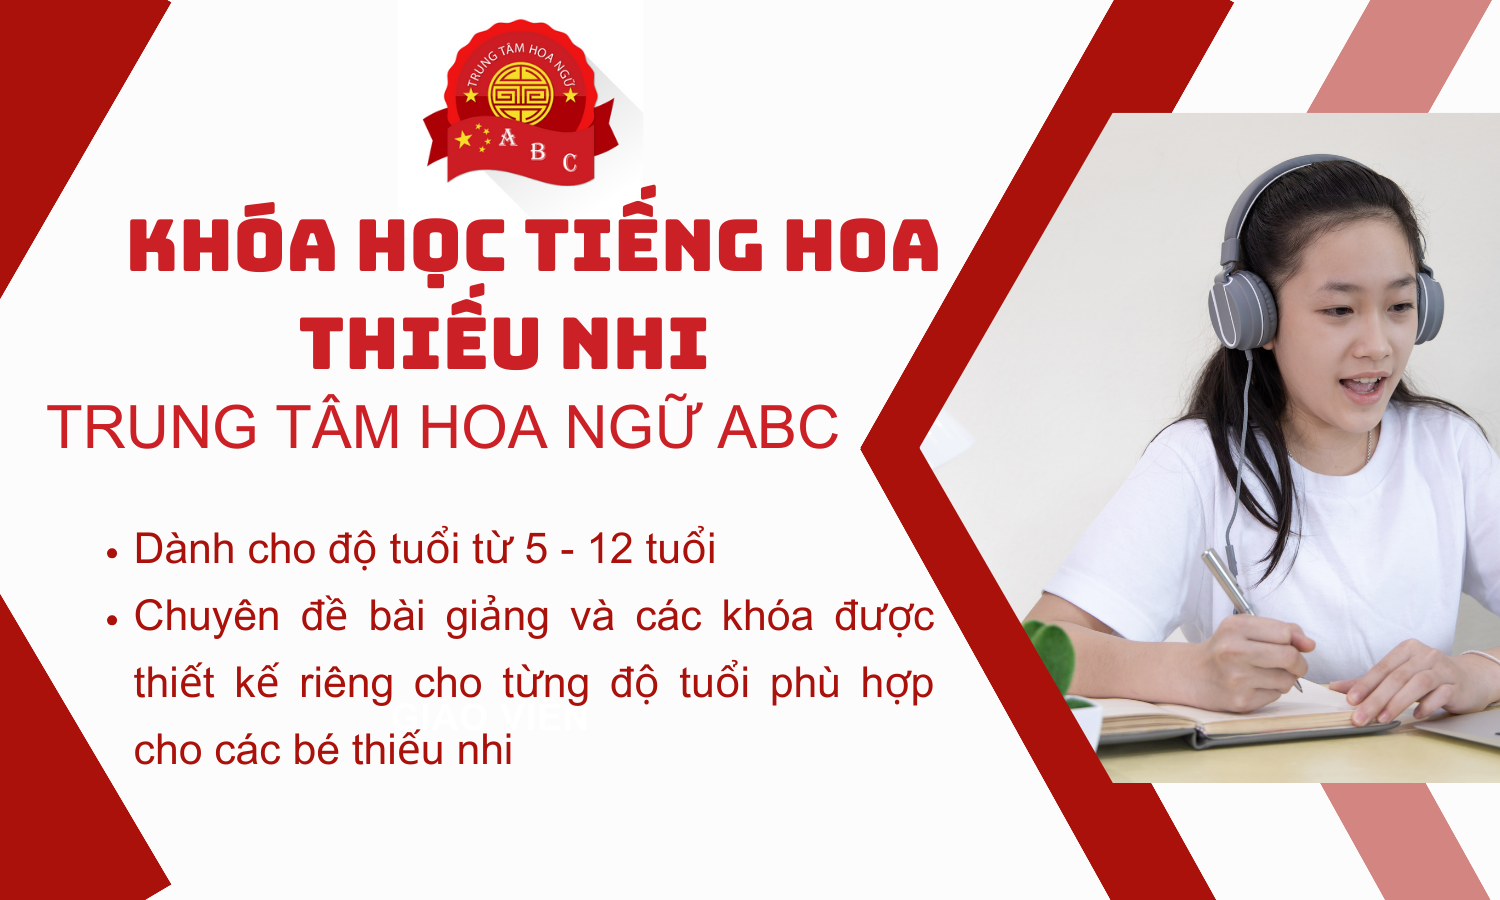 TRUNG TÂM HOA NGỮ
A B C
KHÓA HỌC TIẾNG HOA
THIẾU NHI
TRUNG TÂM HOA NGỮ ABC
• Dành cho độ tuổi từ 5 - 12 tuổi
• Chuyên đề bài giảng và các khóa được
thiết kế riêng cho từng độ tuổi phù hợp
GIÁO VIÊN
cho các bé thiếu nhi